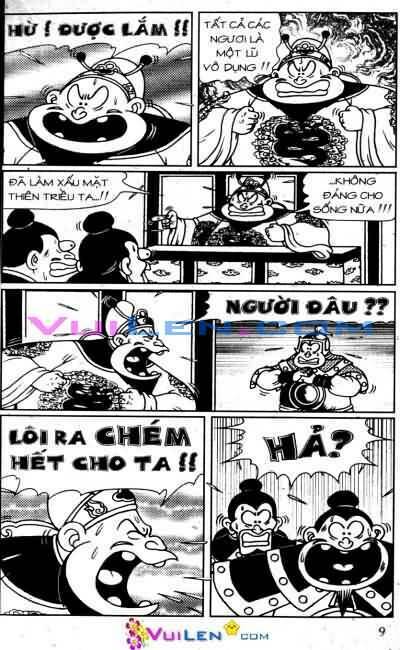 HỪ ! ĐƯỢC LẮM !!
TẤT CẢ CÁC
NGƯƠI LÀ
MỘT LŨ
VÔ DỤNG !!
ĐÃ LÀM XẤU MẶT
THIÊN TRIỀU TA...!!
...KHÔNG
ĐÁNG CHO
SỐNG NỮA !!!
NGƯỜI ĐÂU ??
VUILEN.COM
LÔI RA CHÉM
HẾT CHO TA !!
HẢ?
9
VUILEN.COM